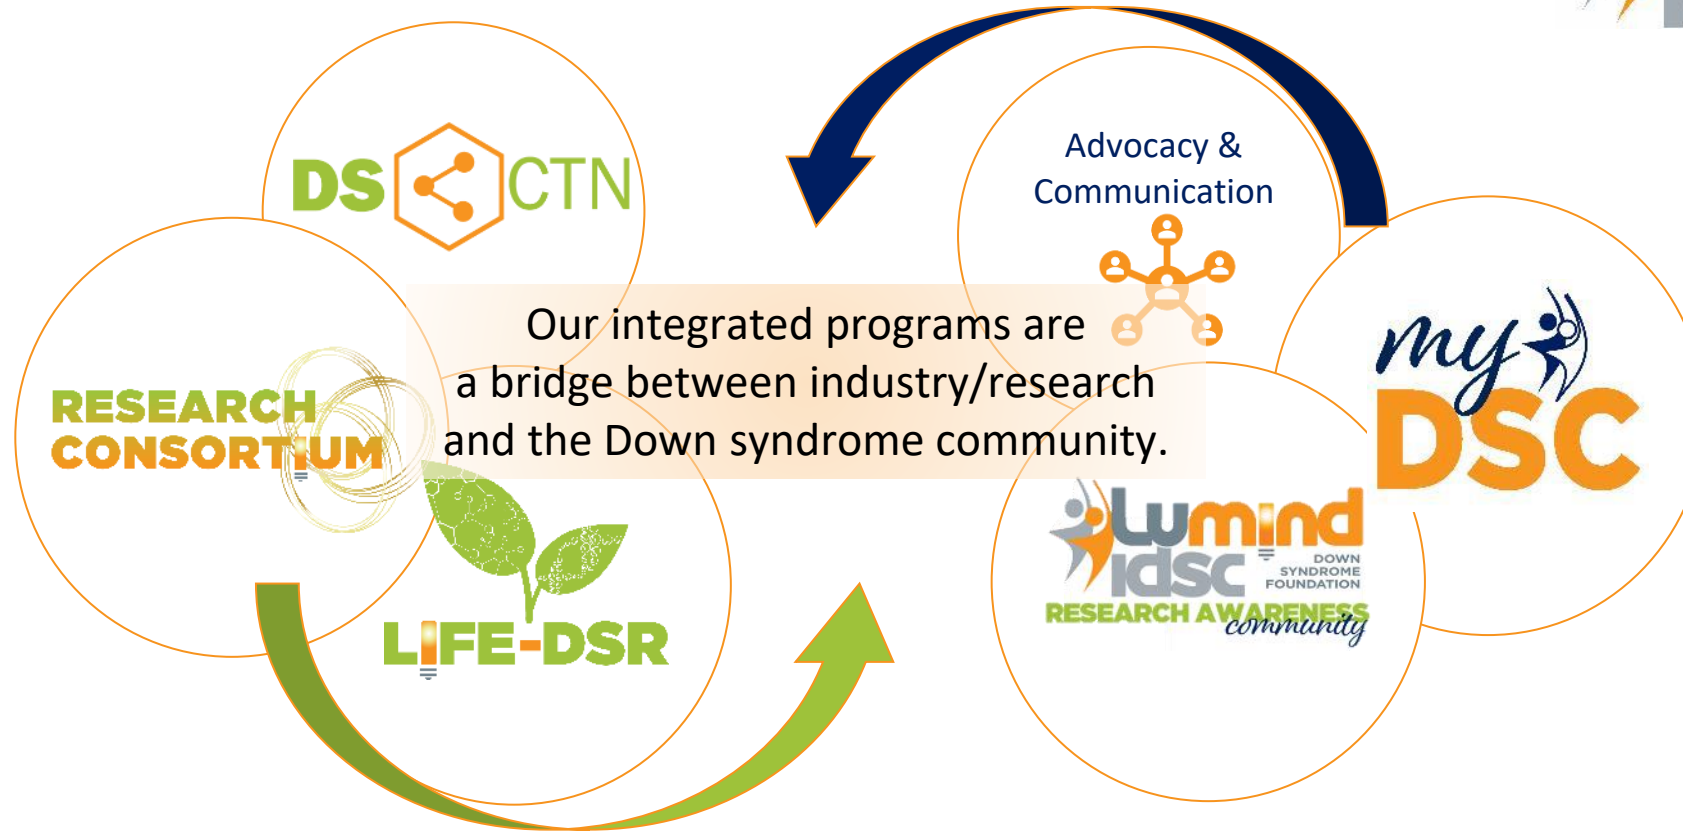 DS CTN
Advocacy &
Communication
Our integrated programs are
a bridge between industry/research
and the Down syndrome community.
RESEARCH
CONSORTIUM
my
DSC
LIFE-DSR
Lumind
IDSC
DOWN
SYNDROME
FOUNDATION
RESEARCH AWARENESS
community